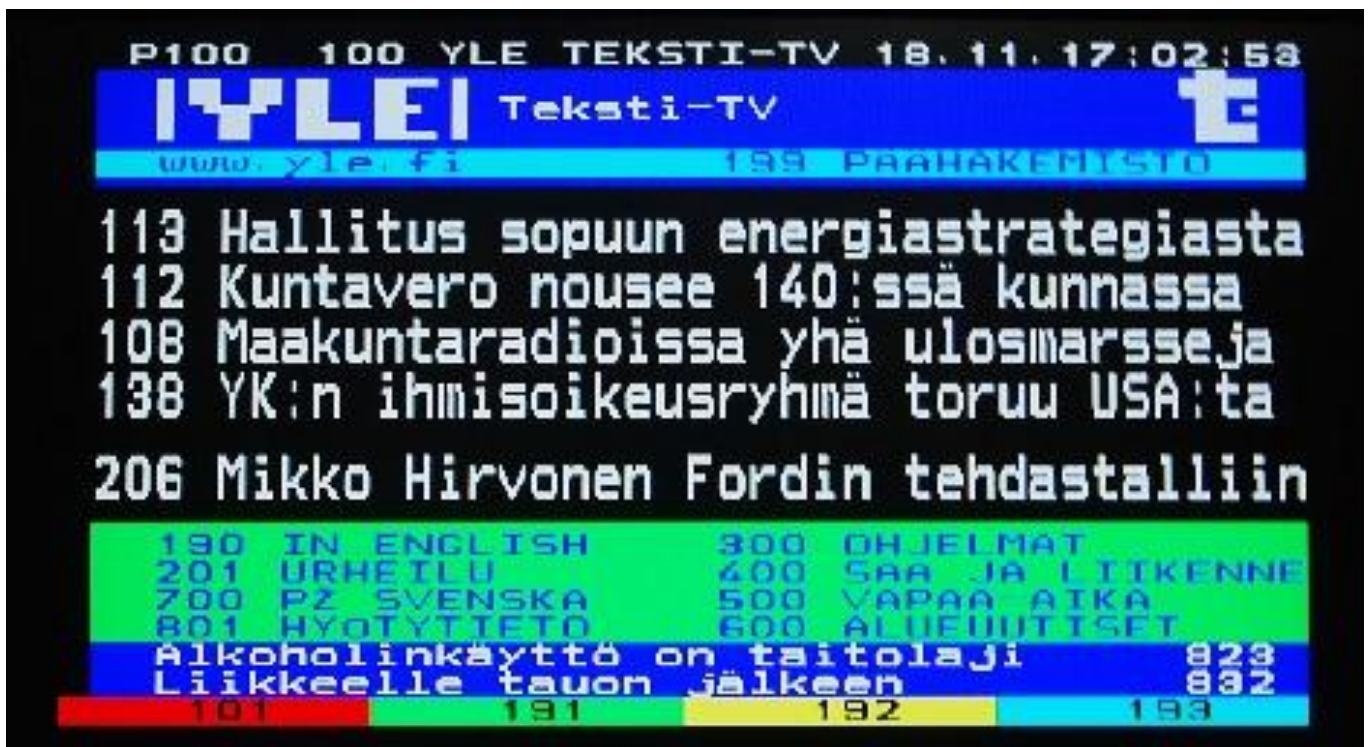 P100 100 YLE TEKSTI-TV 18.11.17:02:53
YLE Teksti-TV
www.yle.fi 199 PÄÄHAKEMISTO
113 Hallitus sopuun energiastrategiasta
112 Kuntavero nousee 140:ssä kunnassa
108 Maakuntaradioissa yhä ulosmarsseja
138 YK:n ihmisoikeusryhmä toruu USA:ta
206 Mikko Hirvonen Fordin tehdastalliin
190 IN ENGLISH 300 OHJELMAT
201 URHEILU 400 SÄÄ JA LIIKENNE
700 PÅ SVENSKA 500 VAPAA AIKA
801 HYÖTYTIETO 600 ALUEUUTISET
Alkoholinkäyttö on taitolaji 823
Liikkeelle tauon jälkeen 832
101 191 192 193